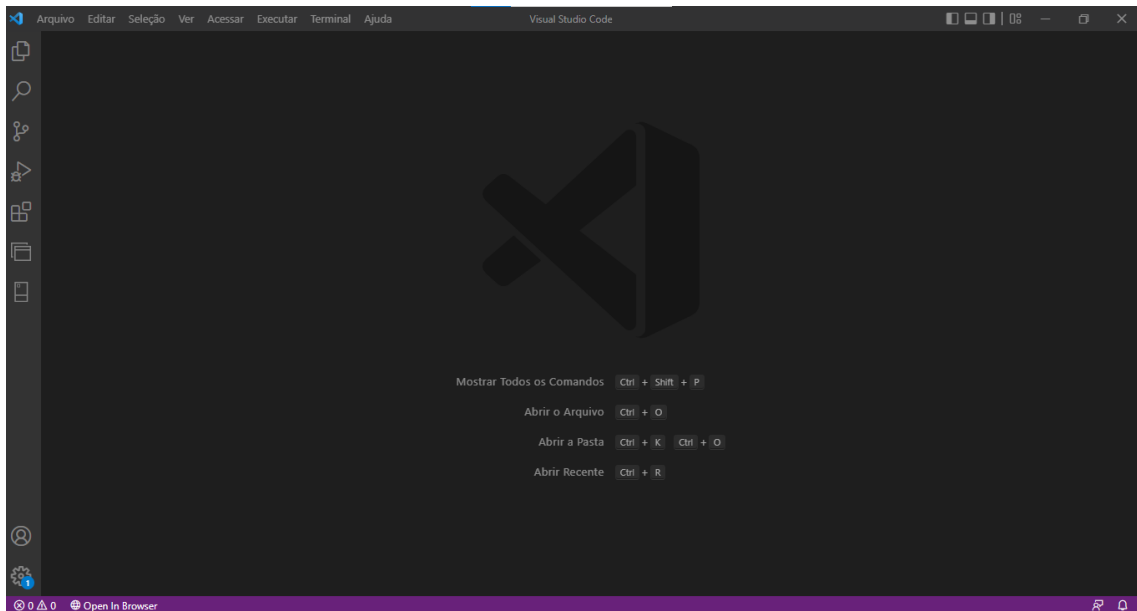 Arquivo Editar Seleção Ver Acessar Executar Terminal Ajuda Visual Studio Code
Mostrar Todos os Comandos Ctrl + Shift + P
Abrir o Arquivo Ctrl + O
Abrir a Pasta Ctrl + K Ctrl + O
Abrir Recente Ctrl + R
1
0 0 Open In Browser